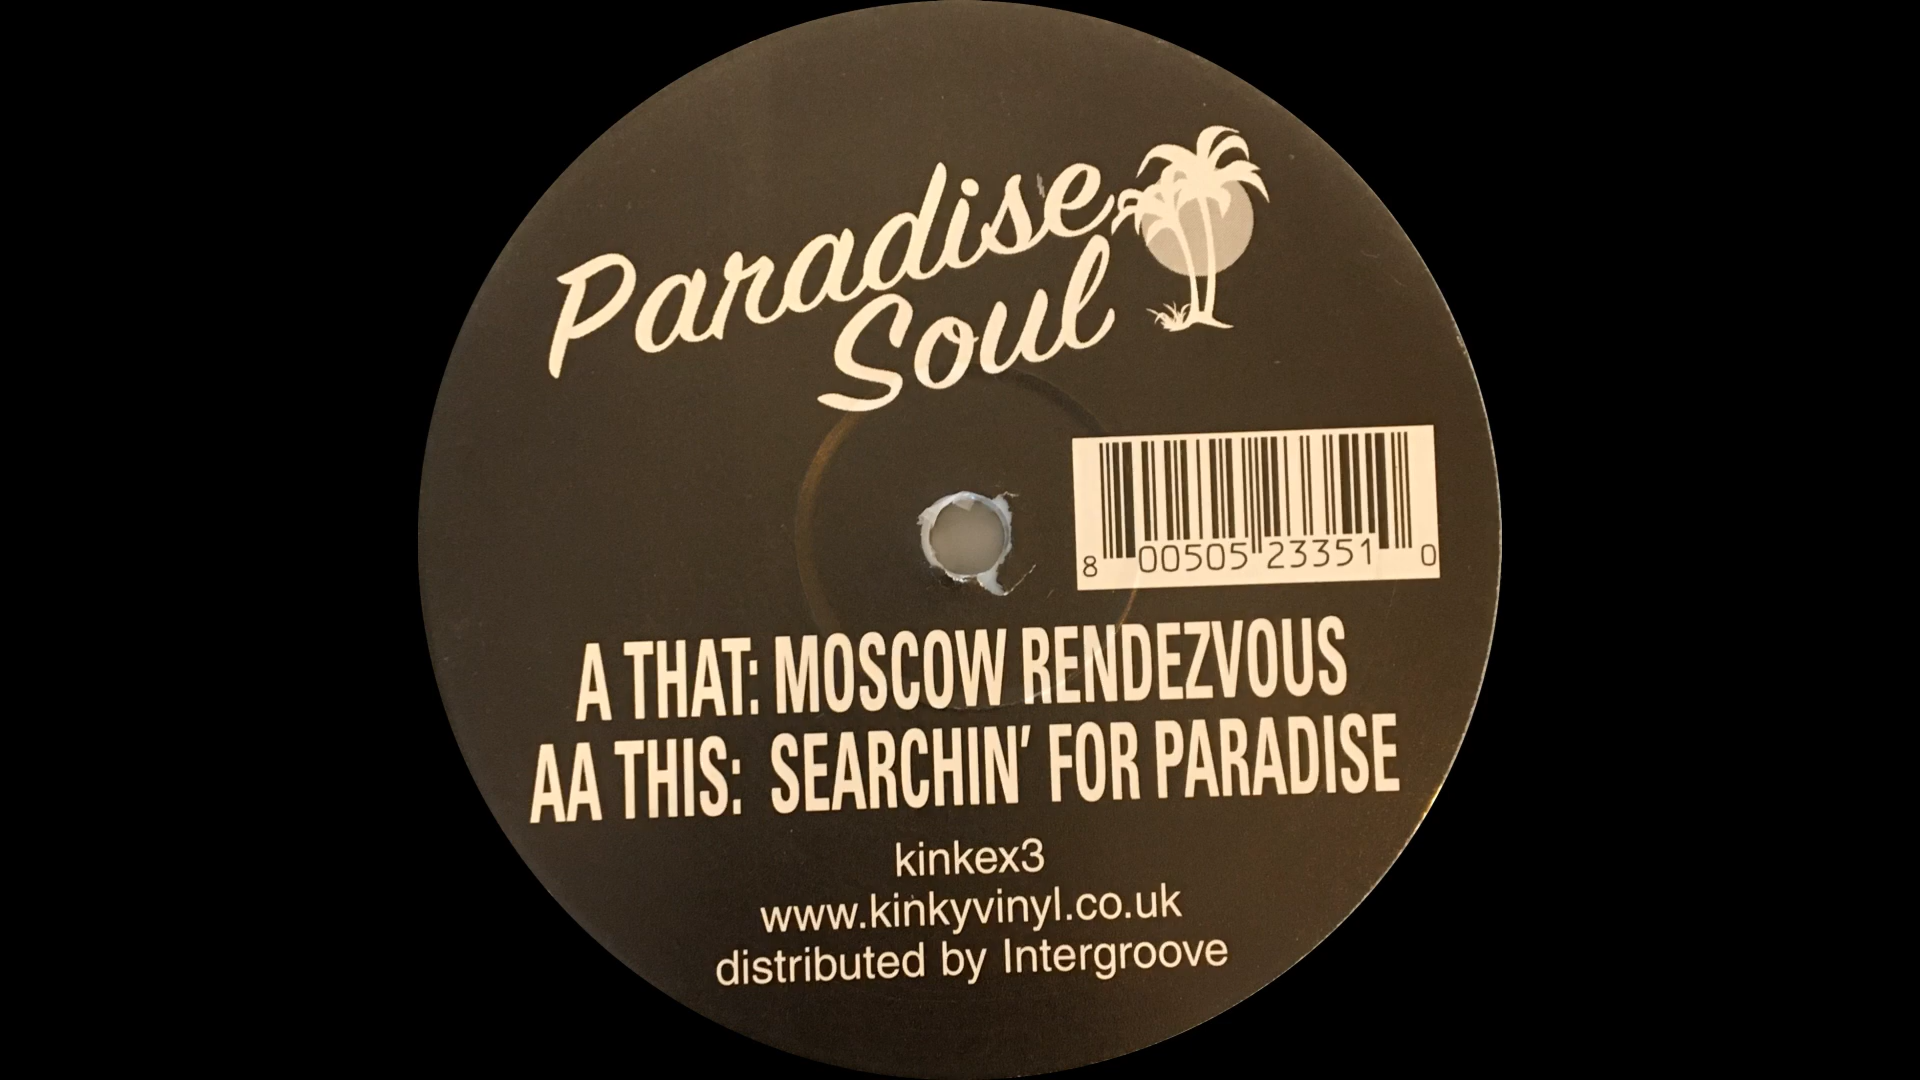 Paradise
Soul
8 00505 23351 0
A THAT: MOSCOW RENDEZVOUS
AA THIS: SEARCHIN' FOR PARADISE
kinkex3
www.kinkyvinyl.co.uk
distributed by Intergroove